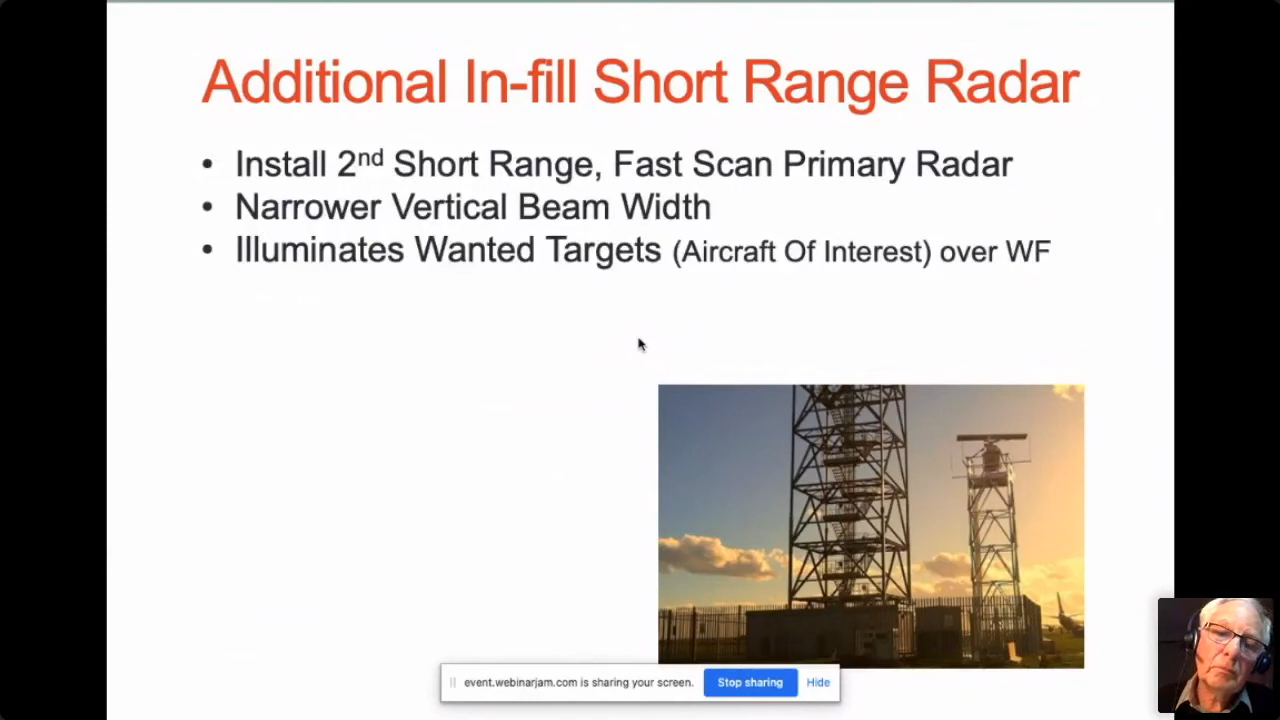 Additional In-fill Short Range Radar
• Install 2nd Short Range, Fast Scan Primary Radar
• Narrower Vertical Beam Width
• Illuminates Wanted Targets (Aircraft Of Interest) over WF
event.webinarjam.com is sharing your screen. Stop sharing Hide